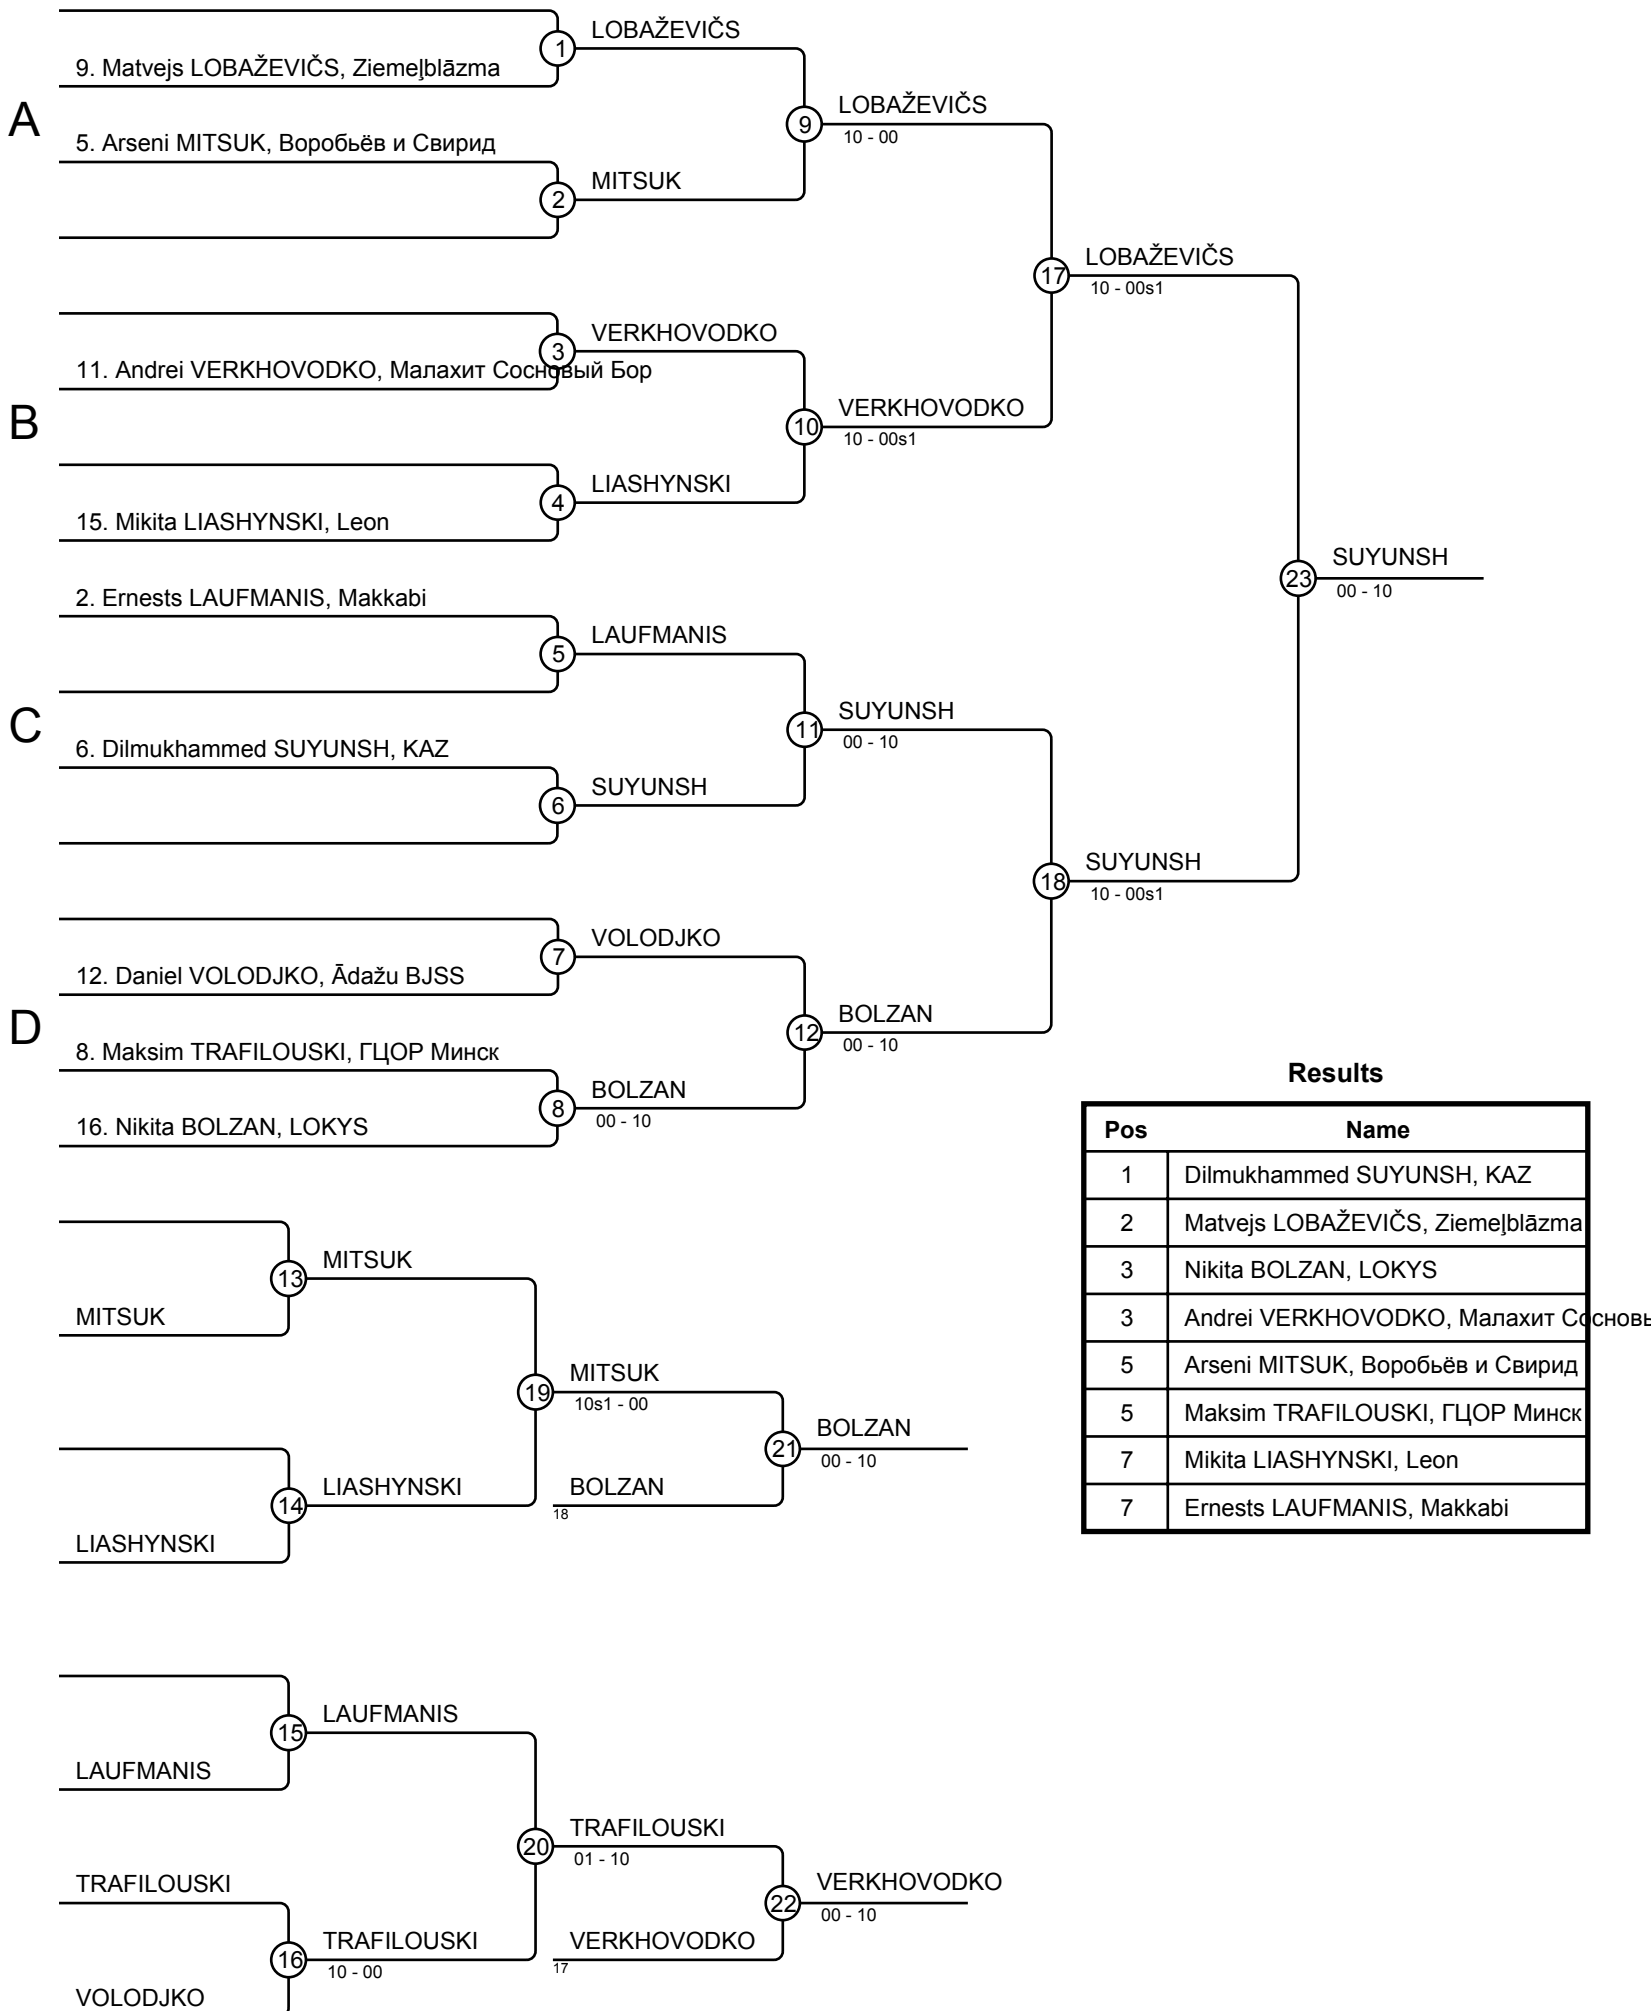 LOBAŽEVIČS
1
9. Matvejs LOBAŽEVIČS, Ziemeļblāzma
A
LOBAŽEVIČS
9
10 - 00
5. Arseni MITSUK, Воробьёв и Свирид
MITSUK
2
LOBAŽEVIČS
17
10 - 00s1
VERKHOVODKO
3
11. Andrei VERKHOVODKO, Малахит Сосновый Бор
B
VERKHOVODKO
10
10 - 00s1
LIASHYNSKI
4
15. Mikita LIASHYNSKI, Leon
SUYUNSH
23
00 - 10
2. Ernests LAUFMANIS, Makkabi
LAUFMANIS
5
C
SUYUNSH
11
00 - 10
6. Dilmukhammed SUYUNSH, KAZ
SUYUNSH
6
SUYUNSH
18
10 - 00s1
VOLODJKO
7
12. Daniel VOLODJKO, Ādažu BJSS
D
BOLZAN
12
00 - 10
8. Maksim TRAFILOUSKI, ГЦОР Минск
BOLZAN
8
00 - 10
16. Nikita BOLZAN, LOKYS
Results
Pos Name
1 Dilmukhammed SUYUNSH, KAZ
2 Matvejs LOBAŽEVIČS, Ziemeļblāzma
3 Nikita BOLZAN, LOKYS
3 Andrei VERKHOVODKO, Малахит Сосновы
5 Arseni MITSUK, Воробьёв и Свирид
5 Maksim TRAFILOUSKI, ГЦОР Минск
7 Mikita LIASHYNSKI, Leon
7 Ernests LAUFMANIS, Makkabi
MITSUK
13
MITSUK
MITSUK
19
10s1 - 00
BOLZAN
21
00 - 10
LIASHYNSKI
14
BOLZAN
18
LIASHYNSKI
LAUFMANIS
15
LAUFMANIS
TRAFILOUSKI
20
01 - 10
TRAFILOUSKI
VERKHOVODKO
22
00 - 10
TRAFILOUSKI
16
10 - 00
VERKHOVODKO
17
VOLODJKO